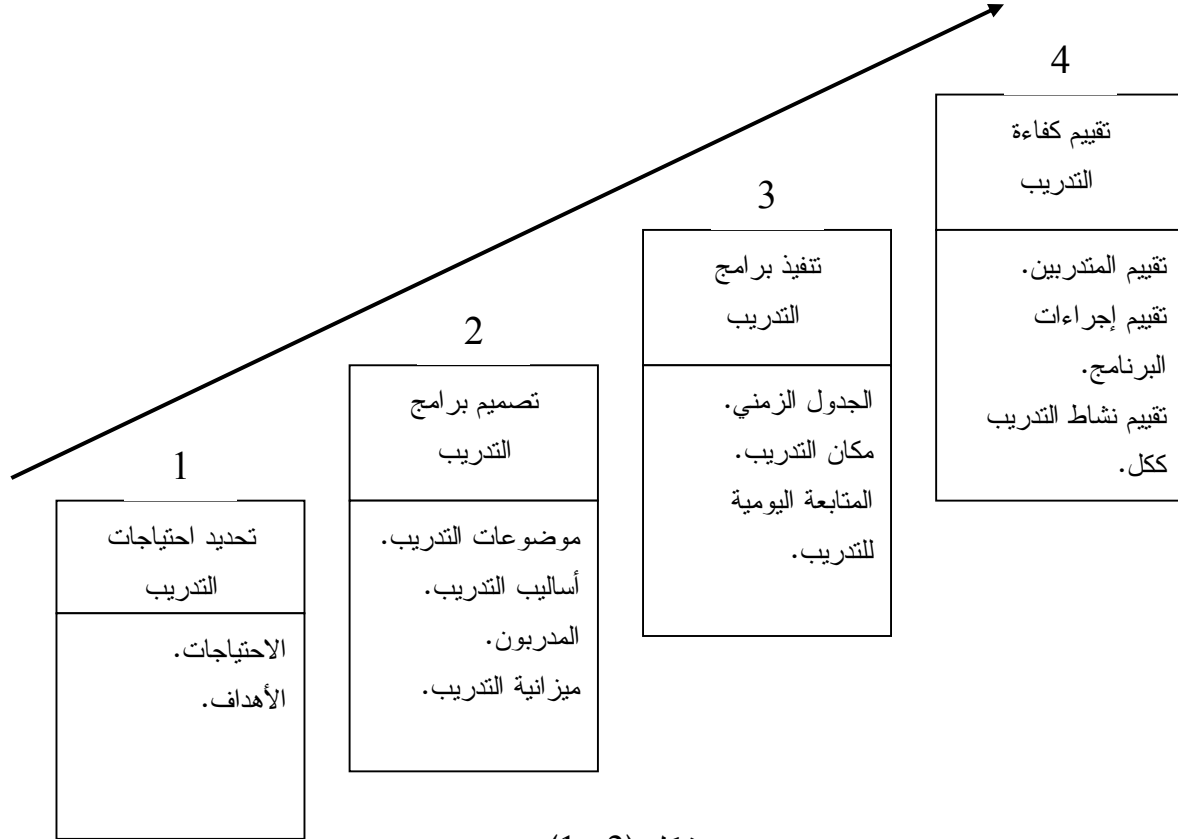 1
تحديد احتياجات
التدريب
الاحتياجات.
الأهداف.
2
تصميم برامج
التدريب
موضوعات التدريب.
أساليب التدريب.
المدربون.
ميزانية التدريب.
3
تنفيذ برامج
التدريب
الجدول الزمني.
مكان التدريب.
المتابعة اليومية
للتدريب.
4
تقييم كفاءة
التدريب
تقييم المتدربين.
تقييم إجراءات
البرنامج.
تقييم نشاط التدريب
ككل.